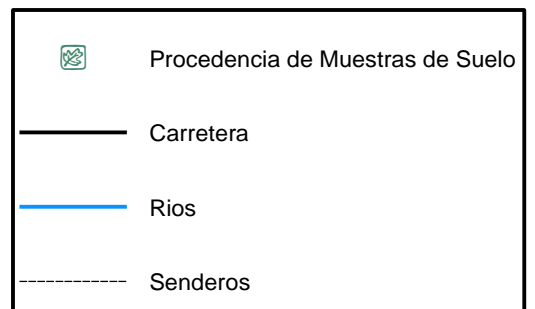 Procedencia de Muestras de Suelo
Carretera
Rios
Senderos